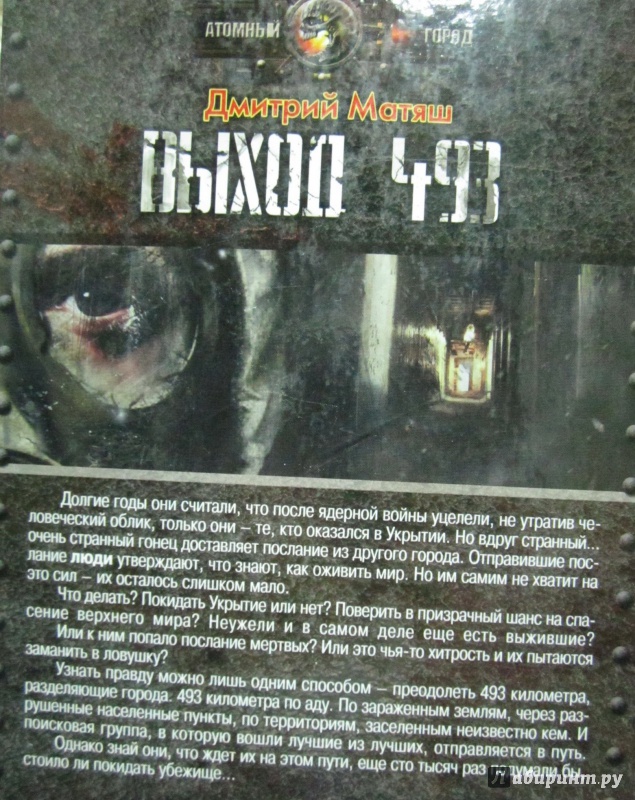 АТОМНЫЙ ГОРОД
Дмитрий Матяш
ВЫХОД 493
Долгие годы они считали, что после ядерной войны уцелели, не утратив че-
ловеческий облик, только они – те, кто оказался в Укрытии. Но вдруг странный...
очень странный гонец доставляет послание из другого города. Отправившие пос-
лание люди утверждают, что знают, как оживить мир. Но им самим не хватит на
это сил – их осталось слишком мало.
Что делать? Покидать Укрытие или нет? Поверить в призрачный шанс на спа-
сение верхнего мира? Неужели и в самом деле еще есть выжившие?
Или к ним попало послание мертвых? Или это чья-то хитрость и их пытаются
заманить в ловушку?
Узнать правду можно лишь одним способом – преодолеть 493 километра,
разделяющие города. 493 километра по аду. По зараженным землям, через раз-
рушенные населенные пункты, по территориям, заселенным неизвестно кем. И
поисковая группа, в которую вошли лучшие из лучших, отправляется в путь.
Однако знай они, что ждет их на этом пути, еще сто тысяч раз подумали бы,
стоило ли покидать убежище...
Лабиринт.ру